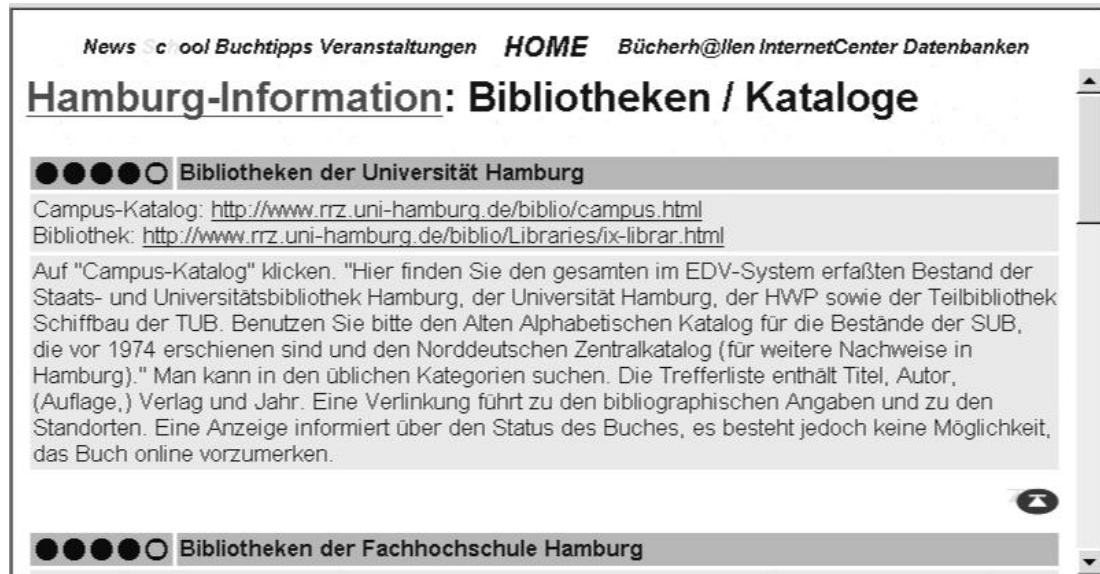 News School Buchtipps Veranstaltungen HOME Bücherh@llen InternetCenter Datenbanken
Hamburg-Information: Bibliotheken / Kataloge
Bibliotheken der Universität Hamburg
Campus-Katalog: http://www.rrz.uni-hamburg.de/biblio/campus.html
Bibliothek: http://www.rrz.uni-hamburg.de/biblio/Libraries/ix-librar.html
Auf "Campus-Katalog" klicken. "Hier finden Sie den gesamten im EDV-System erfaßten Bestand der
Staats- und Universitätsbibliothek Hamburg, der Universität Hamburg, der HWP sowie der Teilbibliothek
Schiffbau der TUB. Benutzen Sie bitte den Alten Alphabetischen Katalog für die Bestände der SUB,
die vor 1974 erschienen sind und den Norddeutschen Zentralkatalog (für weitere Nachweise in
Hamburg)." Man kann in den üblichen Kategorien suchen. Die Trefferliste enthält Titel, Autor,
(Auflage,) Verlag und Jahr. Eine Verlinkung führt zu den bibliographischen Angaben und zu den
Standorten. Eine Anzeige informiert über den Status des Buches, es besteht jedoch keine Möglichkeit,
das Buch online vorzumerken.
Bibliotheken der Fachhochschule Hamburg